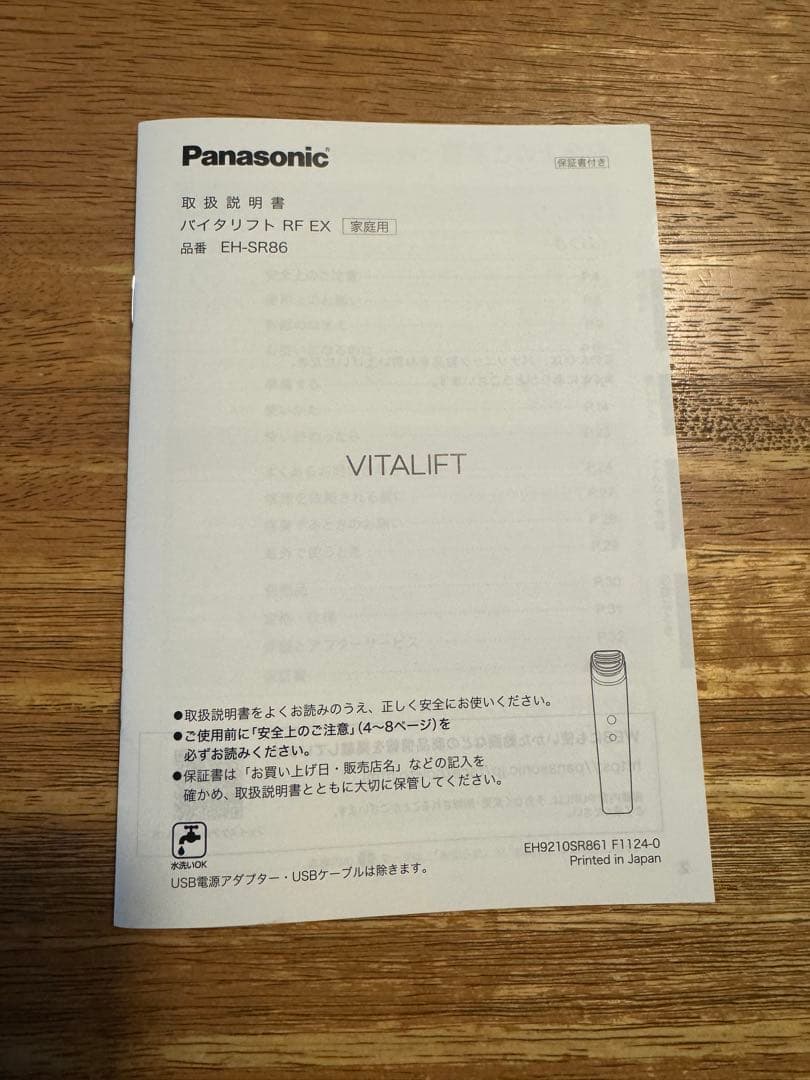 Panasonic
保証書付き
取扱説明書
バイタリフト RF EX 家庭用
品番 EH-SR86
VITALIFT
●取扱説明書をよくお読みのうえ、正しく安全にお使いください。
●ご使用前に「安全上のご注意」(4〜8ページ)を
必ずお読みください。
●保証書は「お買い上げ日・販売店名」などの記入を
確かめ、取扱説明書とともに大切に保管してください。
水洗いOK
USB電源アダプター・USBケーブルは除きます。
EH9210SR861 F1124-0
Printed in Japan